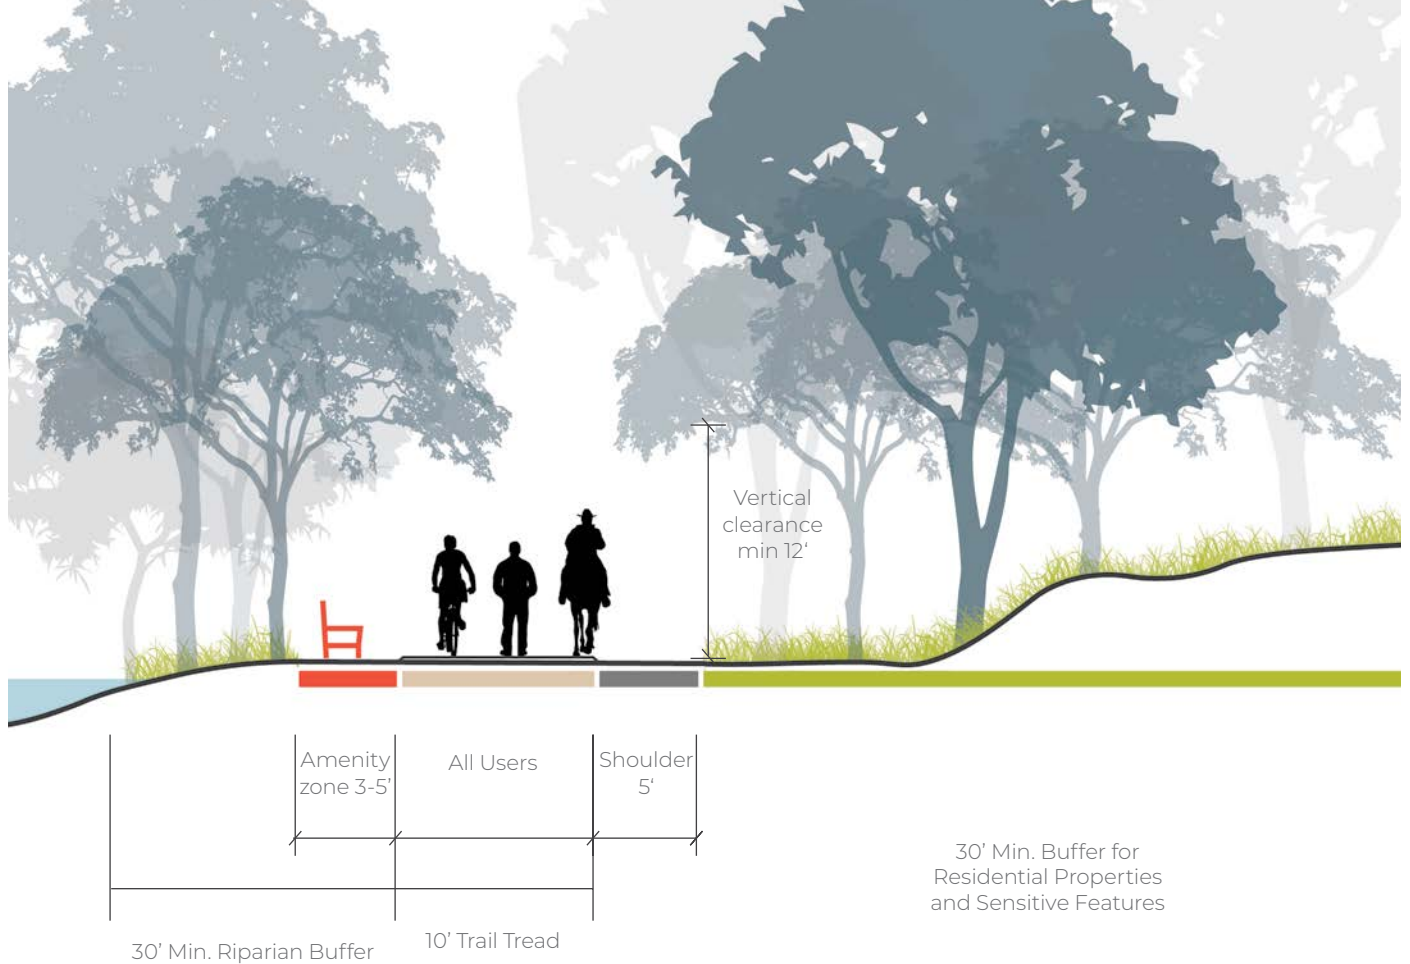 Vertical
clearance
min 12‘
Amenity
zone 3-5’
All Users
Shoulder
5‘
30’ Min. Buffer for
Residential Properties
and Sensitive Features
30’ Min. Riparian Buffer
10’ Trail Tread